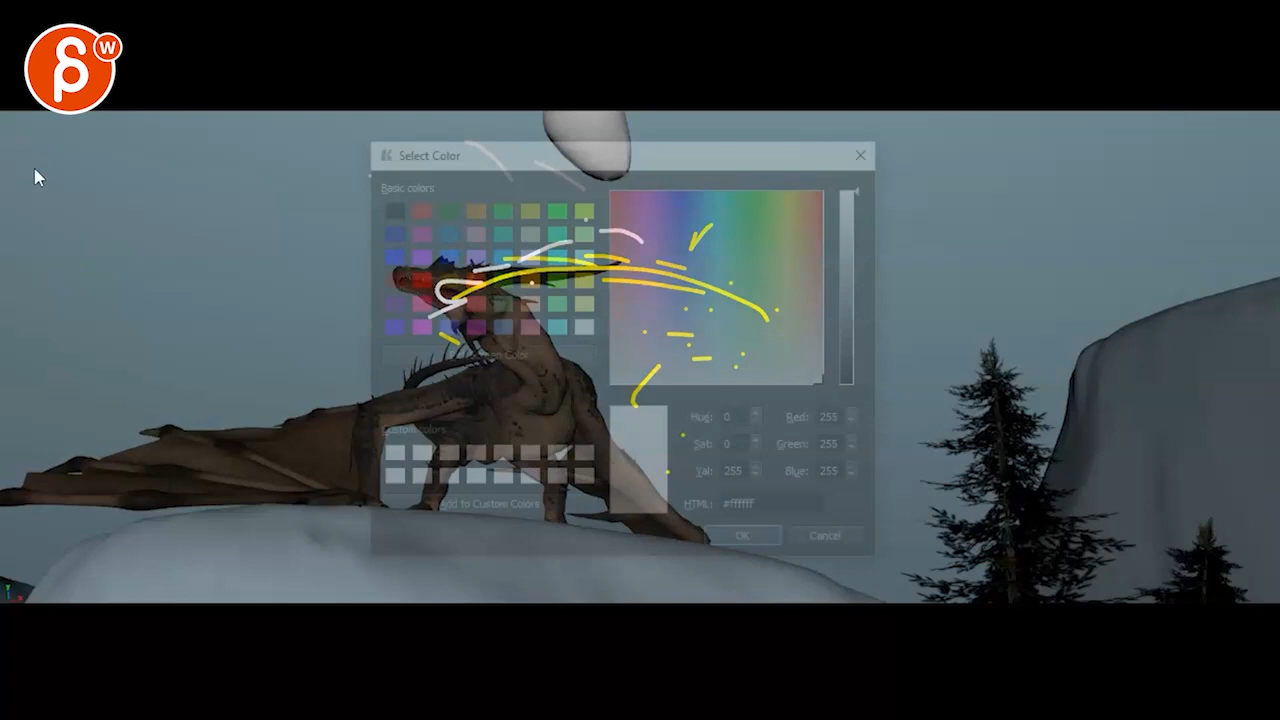 W
Select Color
Basic colors
Custom colors
Add to Custom Colors
Hue: 0
Red: 255
Sat: 0
Green: 255
Val: 255
Blue: 255
HTML: #ffffff
OK
Cancel